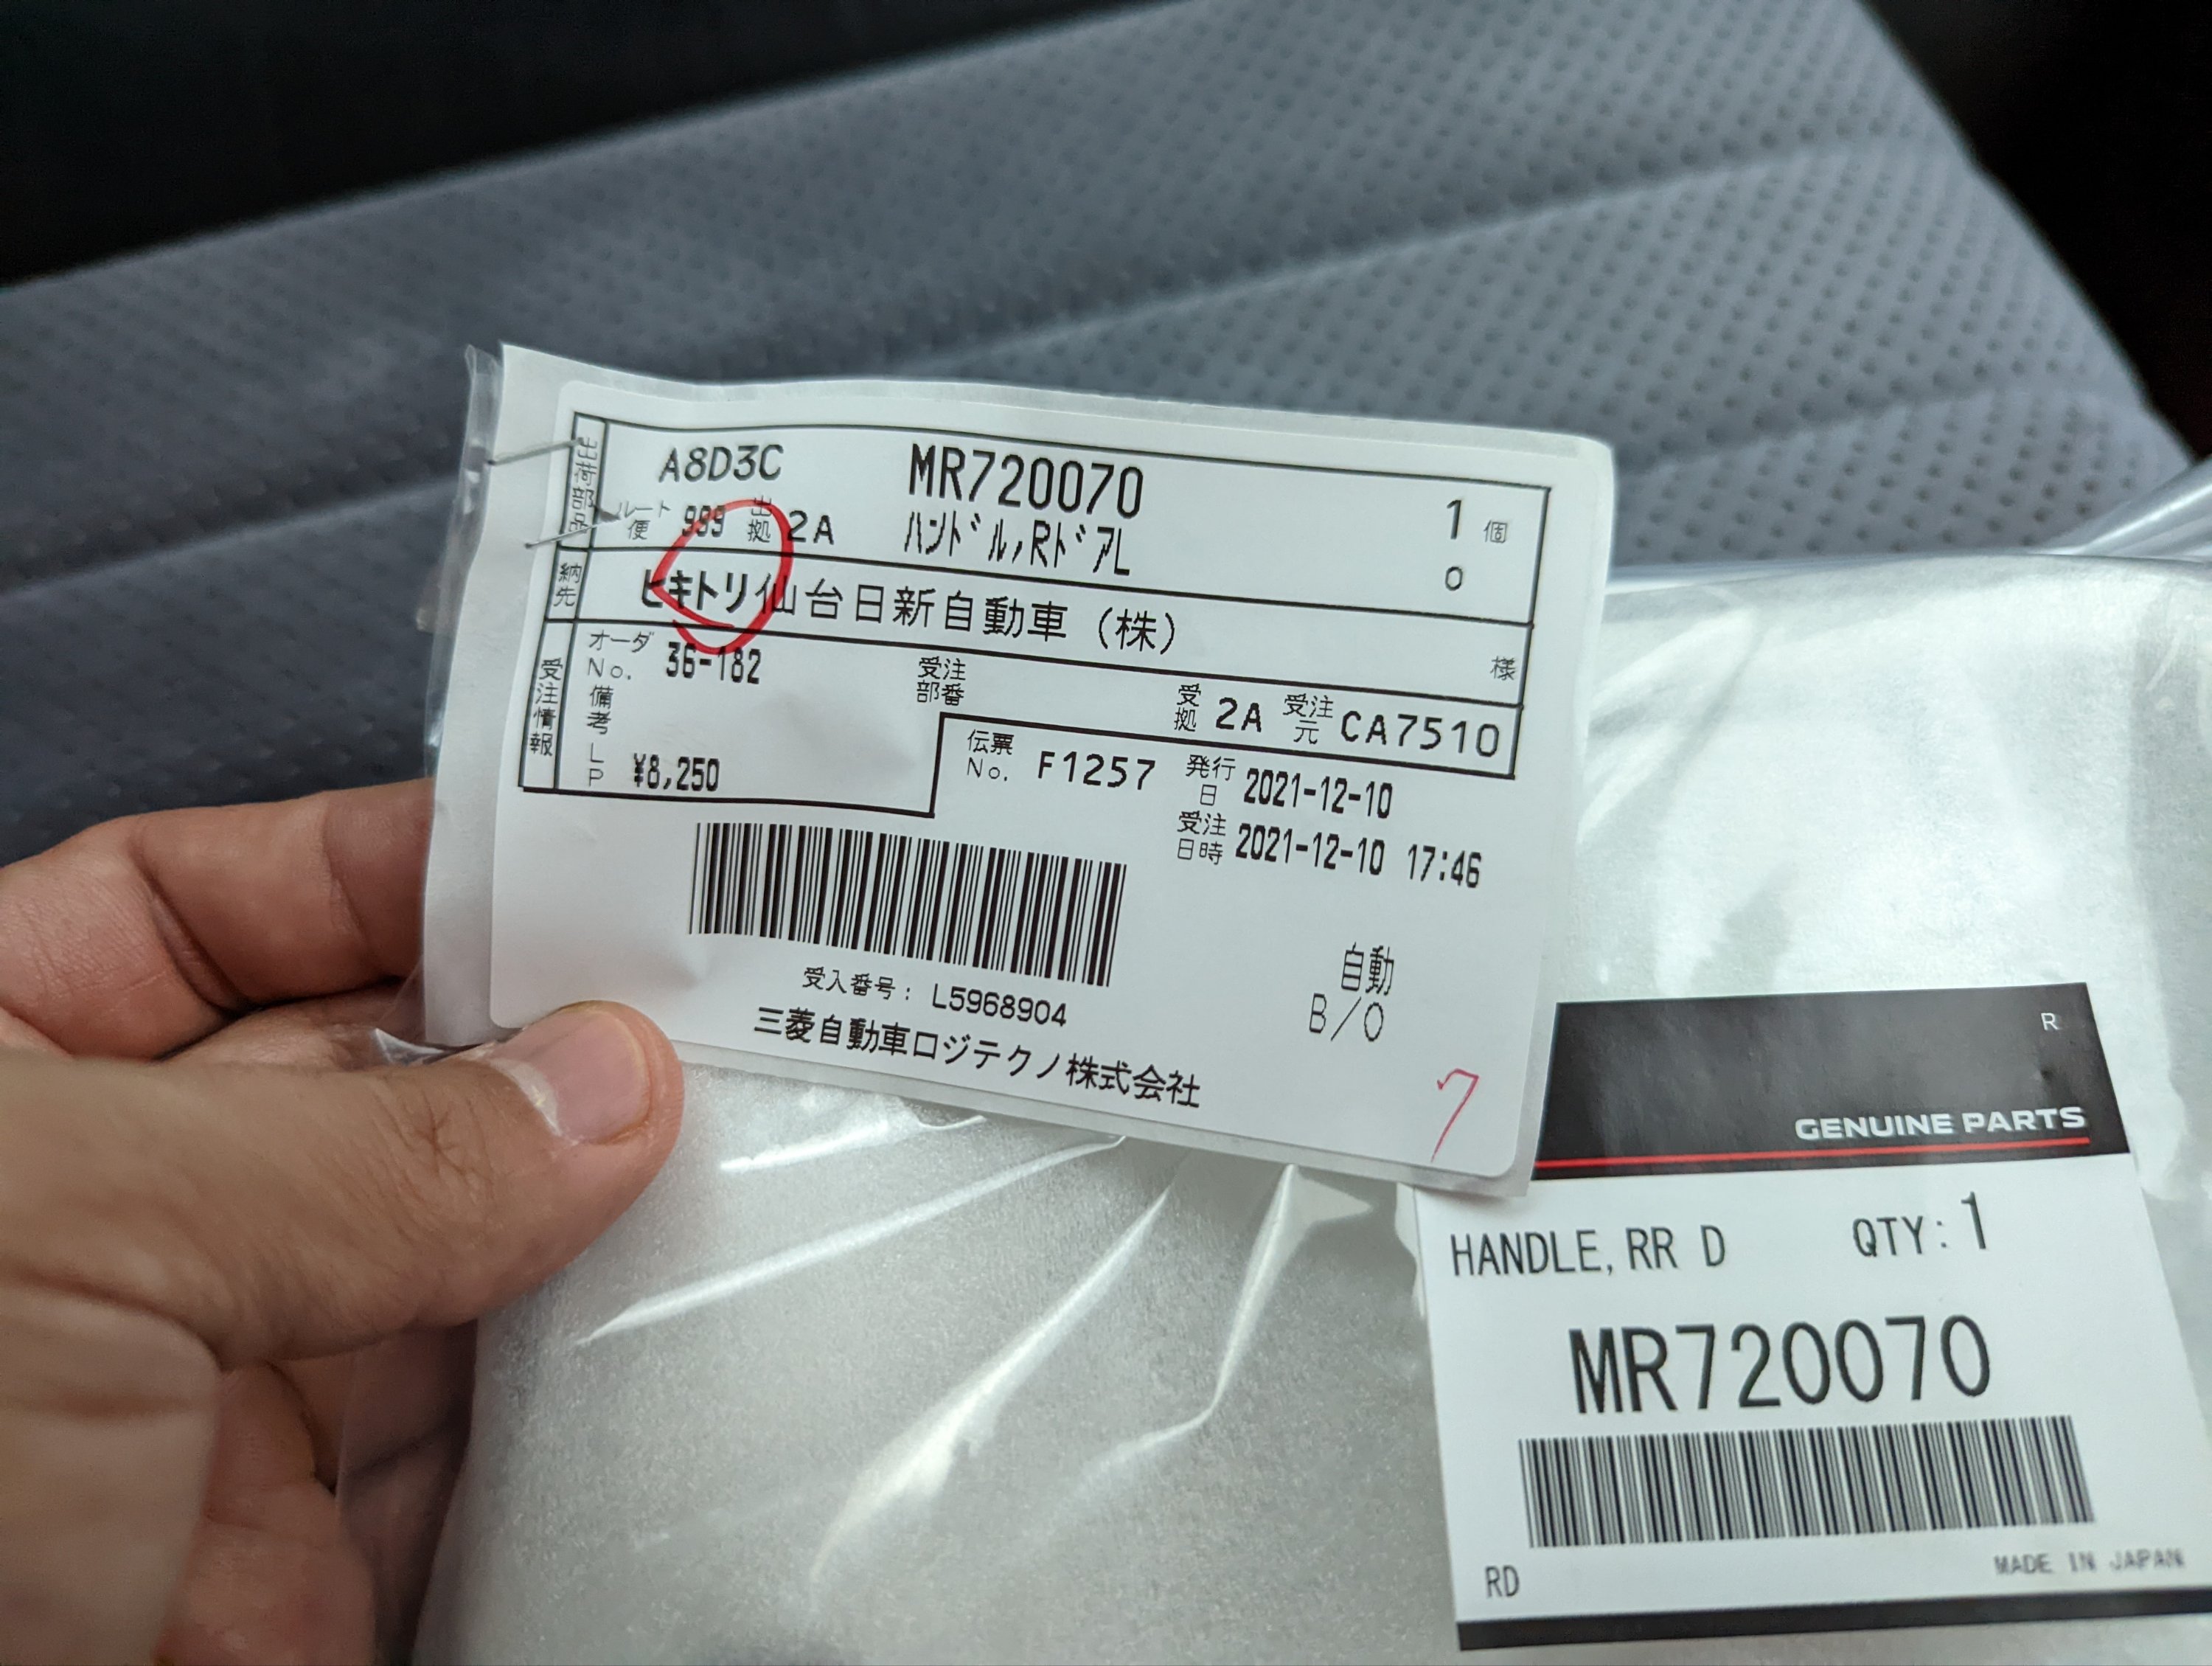 出荷部品
A8D3C MR720070 1 個
ルート便 999 出拠 2A ハンドル,RドアL 0
納先 ヒキトリ仙台日新自動車(株) 様
受注情報
オーダNo. 36-182 受注部番 受拠 2A 受注元 CA7510
備考
LP ¥8,250 伝票No. F1257 発行日 2021-12-10
受注日時 2021-12-10 17:46
受入番号: L5968904
自動
B/O
三菱自動車ロジテクノ株式会社
7
R
GENUINE PARTS
HANDLE, RR D QTY: 1
MR720070
RD MADE IN JAPAN